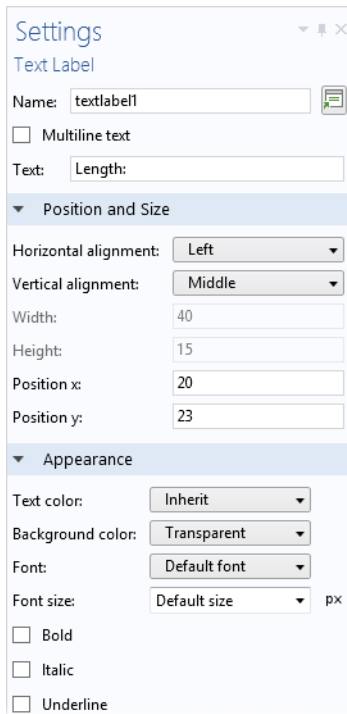 Settings
Text Label
Name: textlabel1
Multiline text
Text: Length:
Position and Size
Horizontal alignment: Left
Vertical alignment: Middle
Width: 40
Height: 15
Position x: 20
Position y: 23
Appearance
Text color: Inherit
Background color: Transparent
Font: Default font
Font size: Default size px
Bold
Italic
Underline